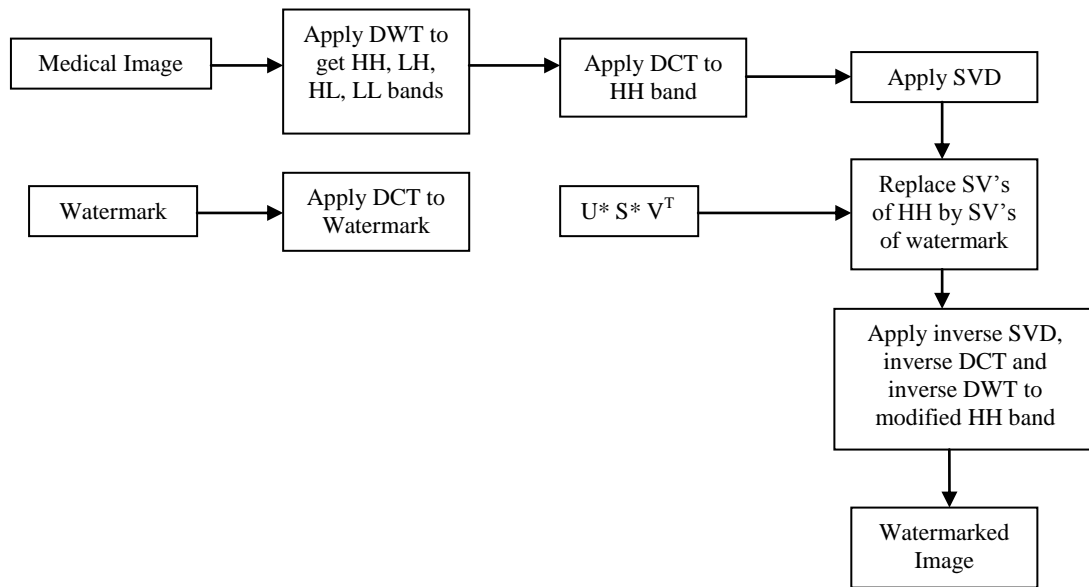 Medical Image
Apply DWT to
get HH, LH,
HL, LL bands
Apply DCT to
HH band
Apply SVD
Watermark
Apply DCT to
Watermark
U* S* Vᵀ
Replace SV’s
of HH by SV’s
of watermark
Apply inverse SVD,
inverse DCT and
inverse DWT to
modified HH band
Watermarked
Image